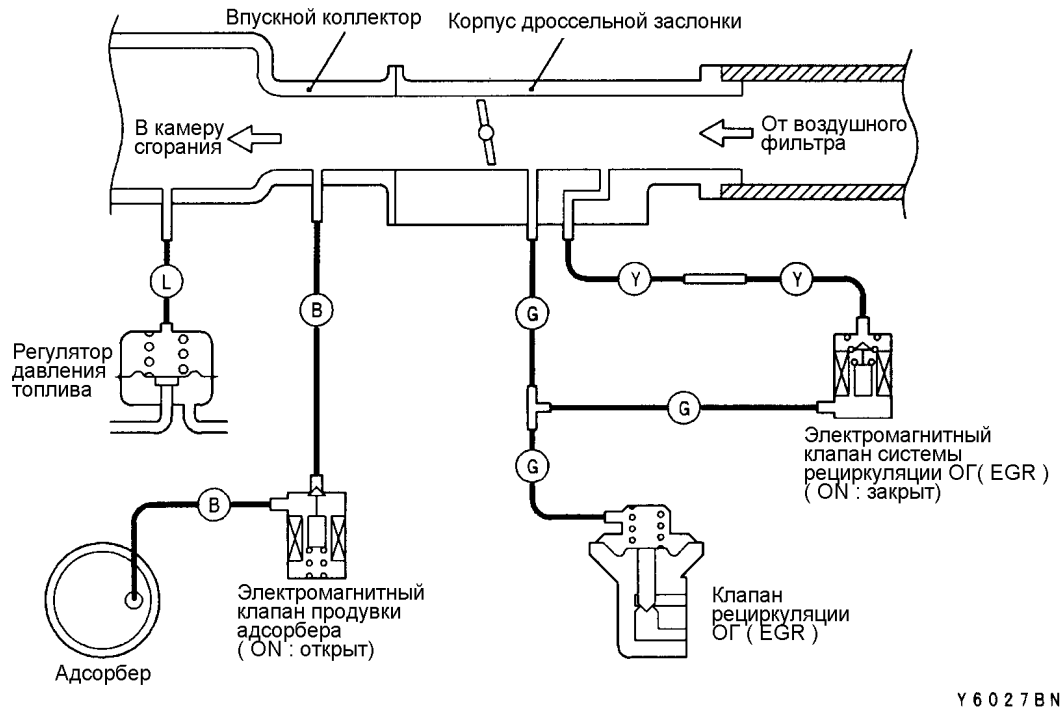 Впускной коллектор
Корпус дроссельной заслонки
В камеру
сгорания
От воздушного
фильтра
L
B
G
Y
Y
Регулятор
давления
топлива
G
G
B
Электромагнитный
клапан системы
рециркуляции ОГ( EGR )
( ON : закрыт)
Электромагнитный
клапан продувки
адсорбера
( ON : открыт)
Клапан
рециркуляции
ОГ ( EGR )
Адсорбер
Y6027BN